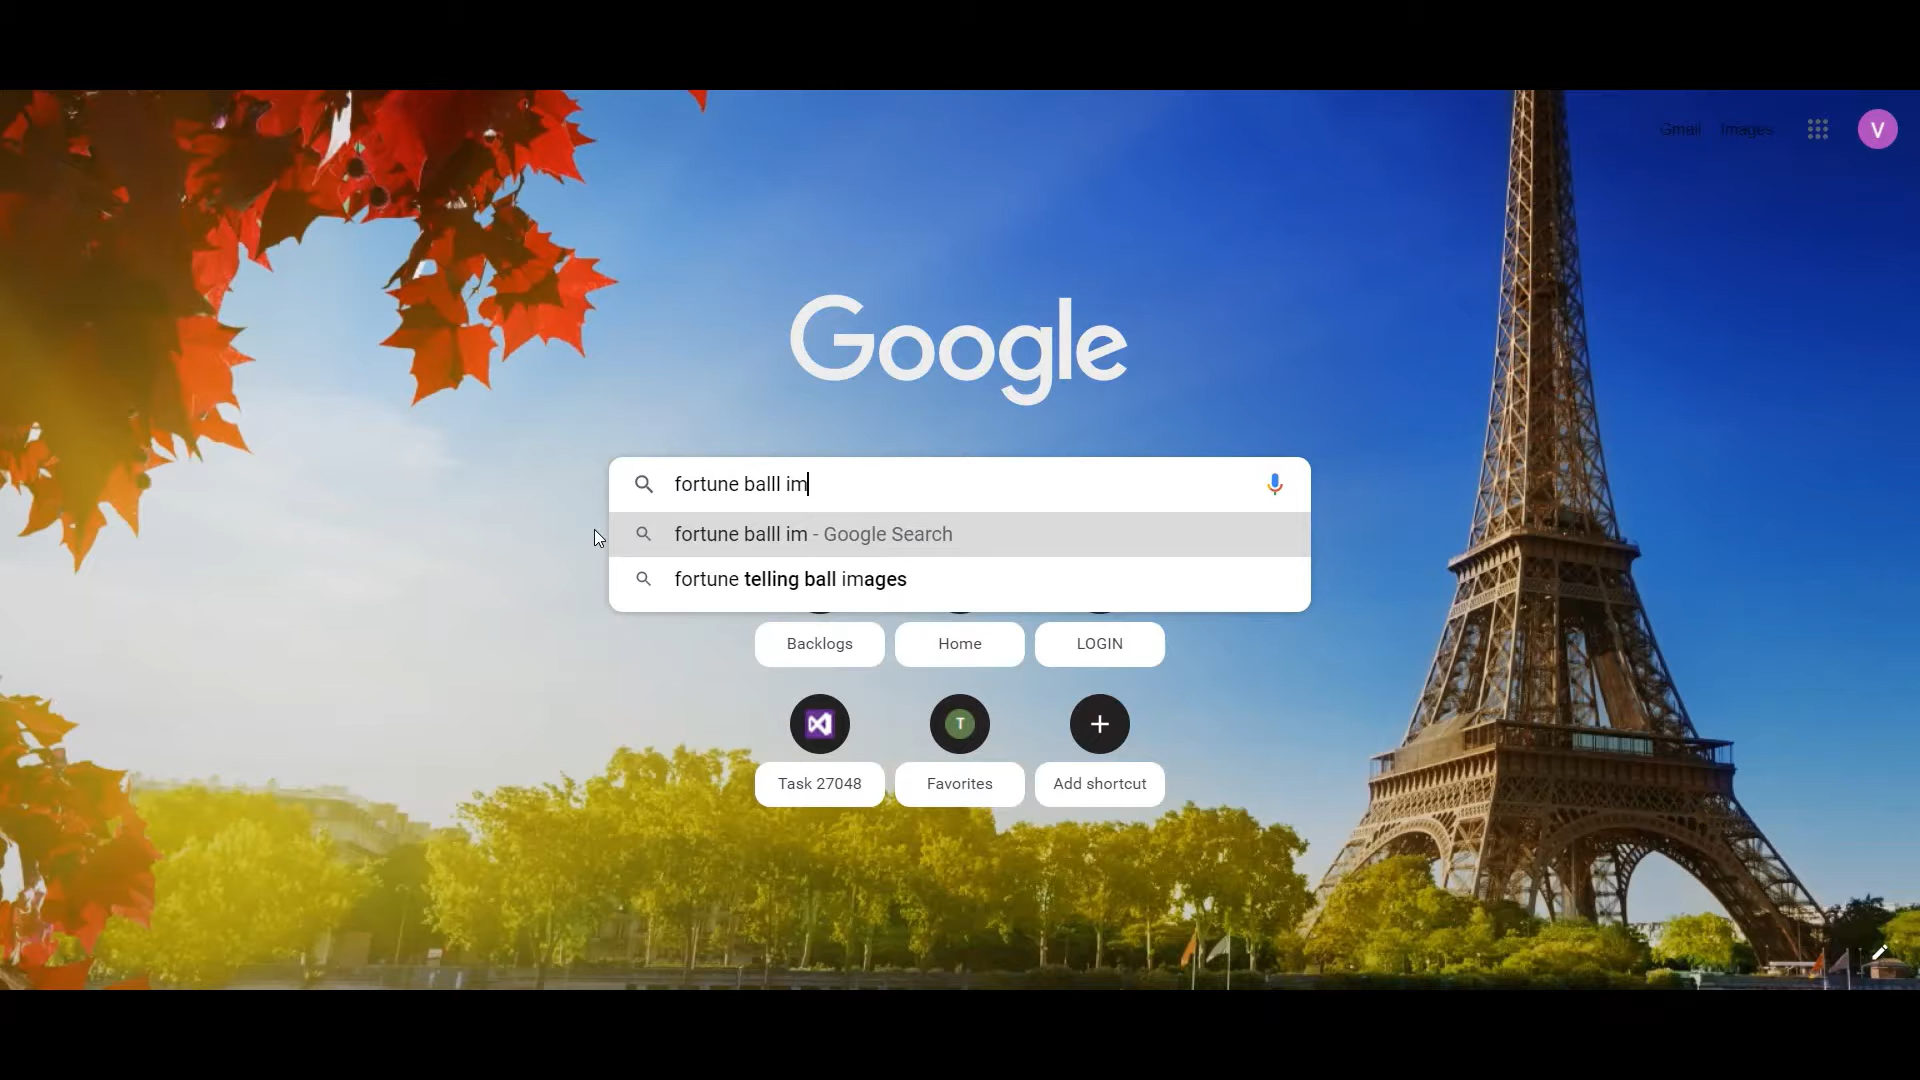 Gmail Images V
Google
fortune balll im
fortune balll im - Google Search
fortune telling ball images
Backlogs Home LOGIN
T
Task 27048 Favorites Add shortcut